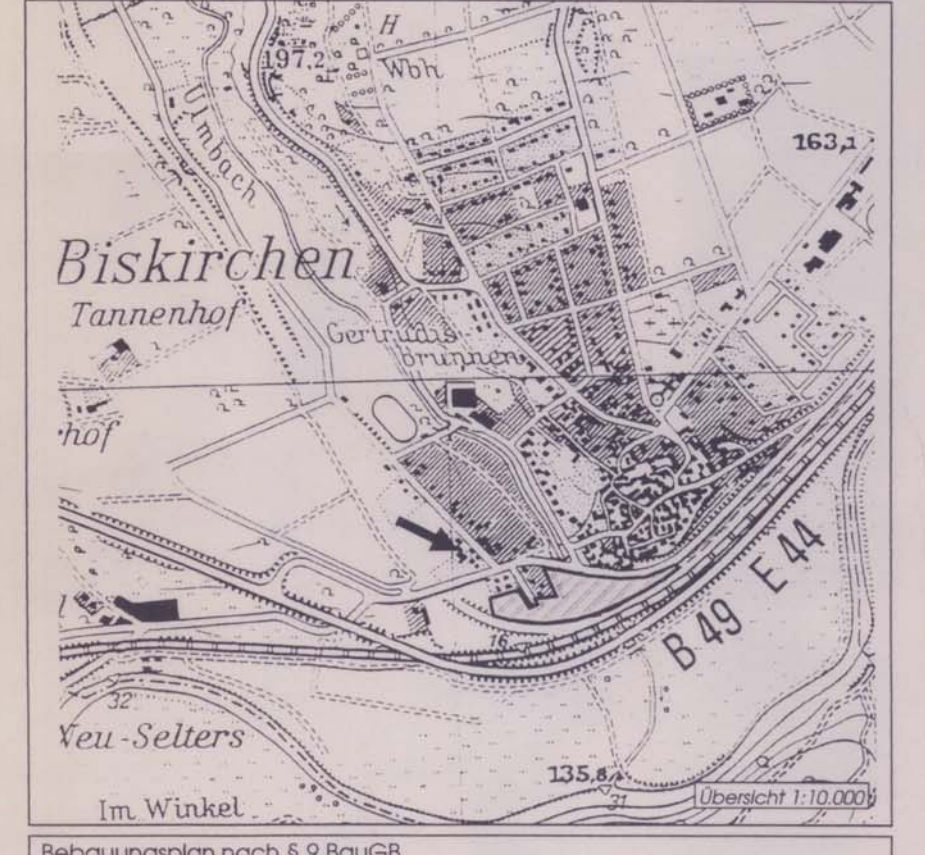 H
197,2
Wbh
163,1
Ulmbach
Biskirchen
Tannenhof
Gertrudis
brunnen
hof
B 49 E 44
16
32
Neu-Selters
135,8
31
Übersicht 1:10.000
Im Winkel
Bebauungsplan nach § 9 BauGB